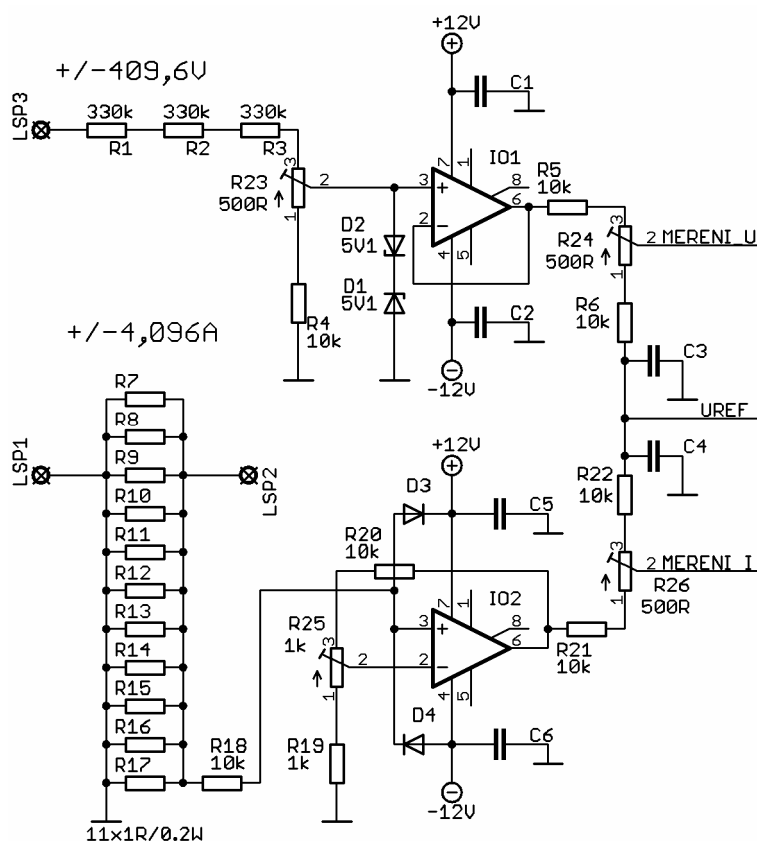 +12V
+/-409,6V
C1
LSP3
330k
330k
330k
R1
R2
R3
7
1
IO1
3
R23
500R
2
1
3
+
8
R5
10k
6
2
-
D2
5V1
4
5
3
R24
500R
2
MERENI_U
1
D1
5V1
R4
10k
C2
R6
10k
-12V
C3
UREF
+/-4,096A
R7
R8
R9
LSP1
LSP2
R10
R11
R12
R13
R14
R15
R16
R17
11x1R/0.2W
R18
10k
+12V
D3
C5
C4
R22
10k
R20
10k
3
2
MERENI_I
R26
500R
1
7
1
IO2
R25
1k
3
2
1
3
+
8
6
2
-
4
5
R21
10k
D4
R19
1k
C6
-12V